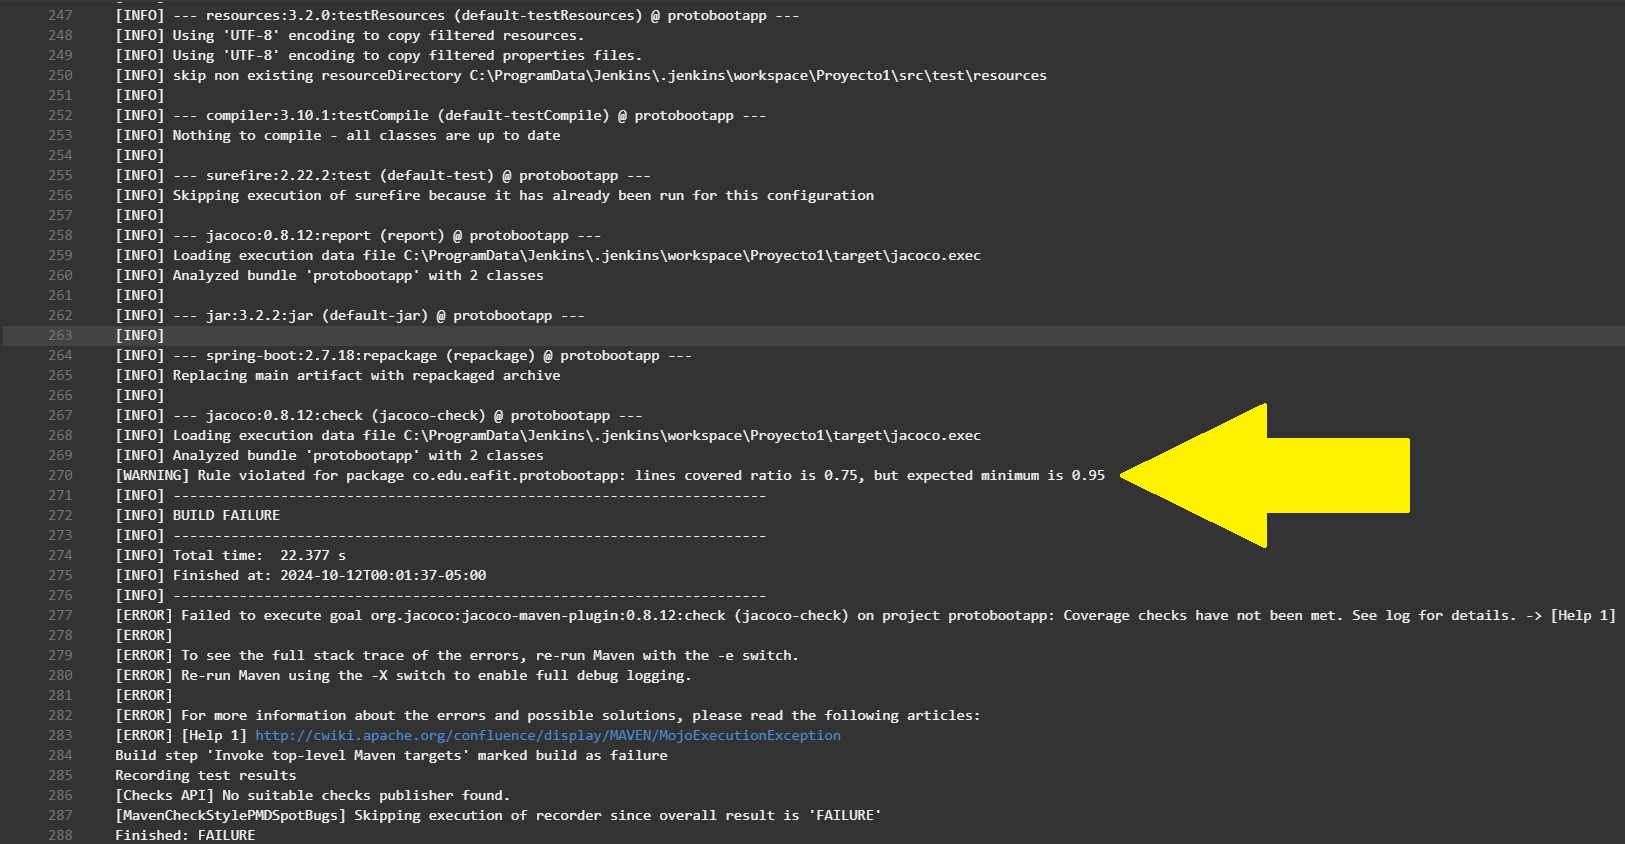 247 [INFO] --- resources:3.2.0:testResources (default-testResources) @ protobootapp ---
248 [INFO] Using 'UTF-8' encoding to copy filtered resources.
249 [INFO] Using 'UTF-8' encoding to copy filtered properties files.
250 [INFO] skip non existing resourceDirectory C:\ProgramData\Jenkins\.jenkins\workspace\Proyecto1\src\test\resources
251 [INFO]
252 [INFO] --- compiler:3.10.1:testCompile (default-testCompile) @ protobootapp ---
253 [INFO] Nothing to compile - all classes are up to date
254 [INFO]
255 [INFO] --- surefire:2.22.2:test (default-test) @ protobootapp ---
256 [INFO] Skipping execution of surefire because it has already been run for this configuration
257 [INFO]
258 [INFO] --- jacoco:0.8.12:report (report) @ protobootapp ---
259 [INFO] Loading execution data file C:\ProgramData\Jenkins\.jenkins\workspace\Proyecto1\target\jacoco.exec
260 [INFO] Analyzed bundle 'protobootapp' with 2 classes
261 [INFO]
262 [INFO] --- jar:3.2.2:jar (default-jar) @ protobootapp ---
263 [INFO]
264 [INFO] --- spring-boot:2.7.18:repackage (repackage) @ protobootapp ---
265 [INFO] Replacing main artifact with repackaged archive
266 [INFO]
267 [INFO] --- jacoco:0.8.12:check (jacoco-check) @ protobootapp ---
268 [INFO] Loading execution data file C:\ProgramData\Jenkins\.jenkins\workspace\Proyecto1\target\jacoco.exec
269 [INFO] Analyzed bundle 'protobootapp' with 2 classes
270 [WARNING] Rule violated for package co.edu.eafit.protobootapp: lines covered ratio is 0.75, but expected minimum is 0.95
271 [INFO] ------------------------------------------------------------------------
272 [INFO] BUILD FAILURE
273 [INFO] ------------------------------------------------------------------------
274 [INFO] Total time:  22.377 s
275 [INFO] Finished at: 2024-10-12T00:01:37-05:00
276 [INFO] ------------------------------------------------------------------------
277 [ERROR] Failed to execute goal org.jacoco:jacoco-maven-plugin:0.8.12:check (jacoco-check) on project protobootapp: Coverage checks have not been met. See log for details. -> [Help 1]
278 [ERROR]
279 [ERROR] To see the full stack trace of the errors, re-run Maven with the -e switch.
280 [ERROR] Re-run Maven using the -X switch to enable full debug logging.
281 [ERROR]
282 [ERROR] For more information about the errors and possible solutions, please read the following articles:
283 [ERROR] [Help 1] http://cwiki.apache.org/confluence/display/MAVEN/MojoExecutionException
284 Build step 'Invoke top-level Maven targets' marked build as failure
285 Recording test results
286 [Checks API] No suitable checks publisher found.
287 [MavenCheckStylePMDSpotBugs] Skipping execution of recorder since overall result is 'FAILURE'
288 Finished: FAILURE